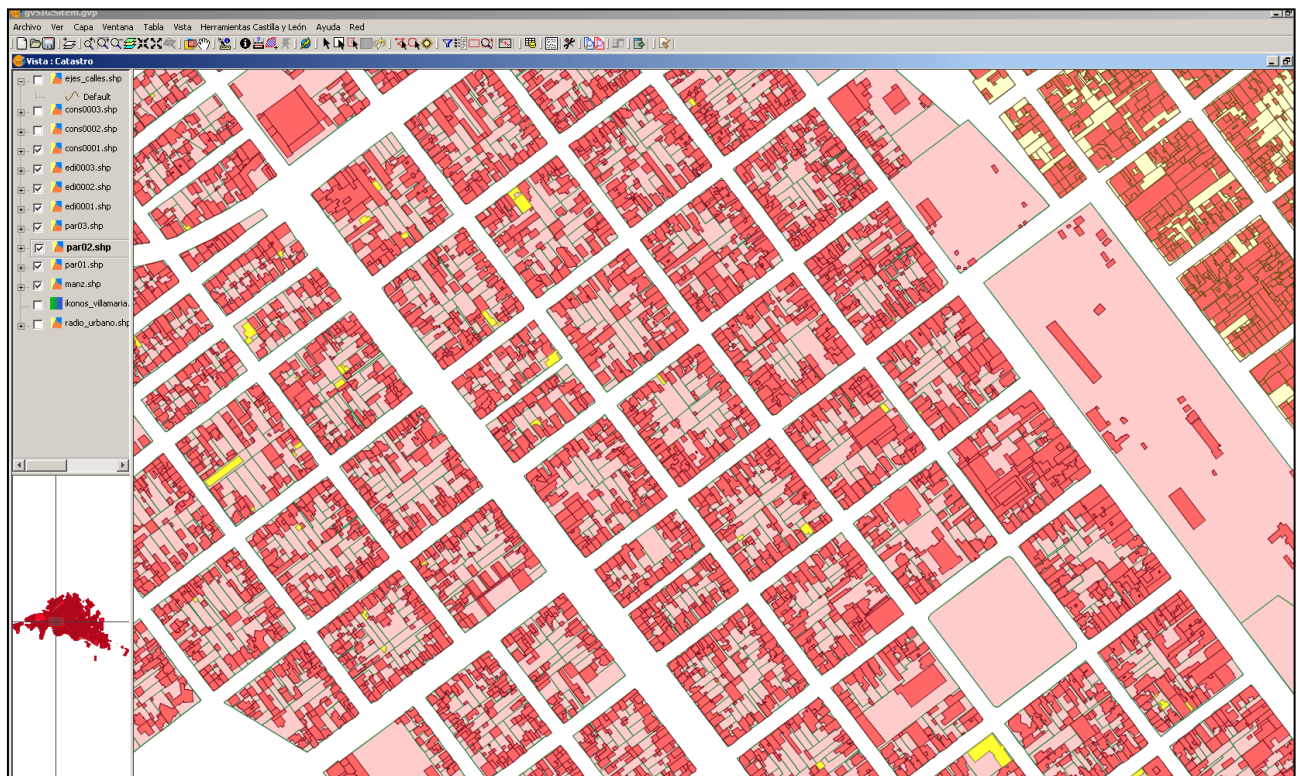 gvSIG:Sitem.gvp
Archivo Ver Capa Ventana Tabla Vista Herramientas Castilla y León Ayuda Red
Vista : Catastro
ejes_calles.shp
Default
cons0003.shp
cons0002.shp
cons0001.shp
edi0003.shp
edi0002.shp
edi0001.shp
par03.shp
par02.shp
par01.shp
manz.shp
ikonos_villamaria.
radio_urbano.shp